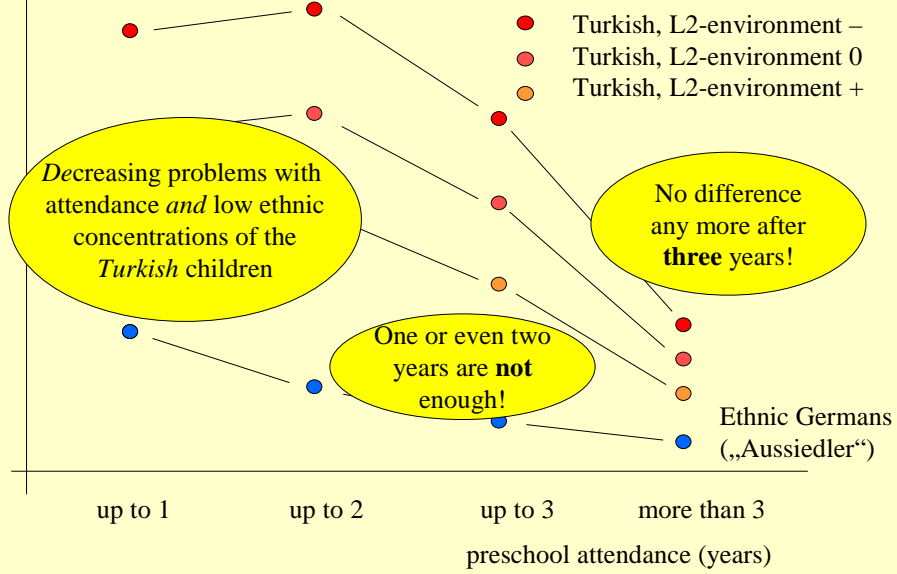 Turkish, L2-environment –
Turkish, L2-environment 0
Turkish, L2-environment +
Decreasing problems with
attendance and low ethnic
concentrations of the
Turkish children
No difference
any more after
three years!
One or even two
years are not
enough!
Ethnic Germans
(„Aussiedler“)
up to 1
up to 2
up to 3
more than 3
preschool attendance (years)